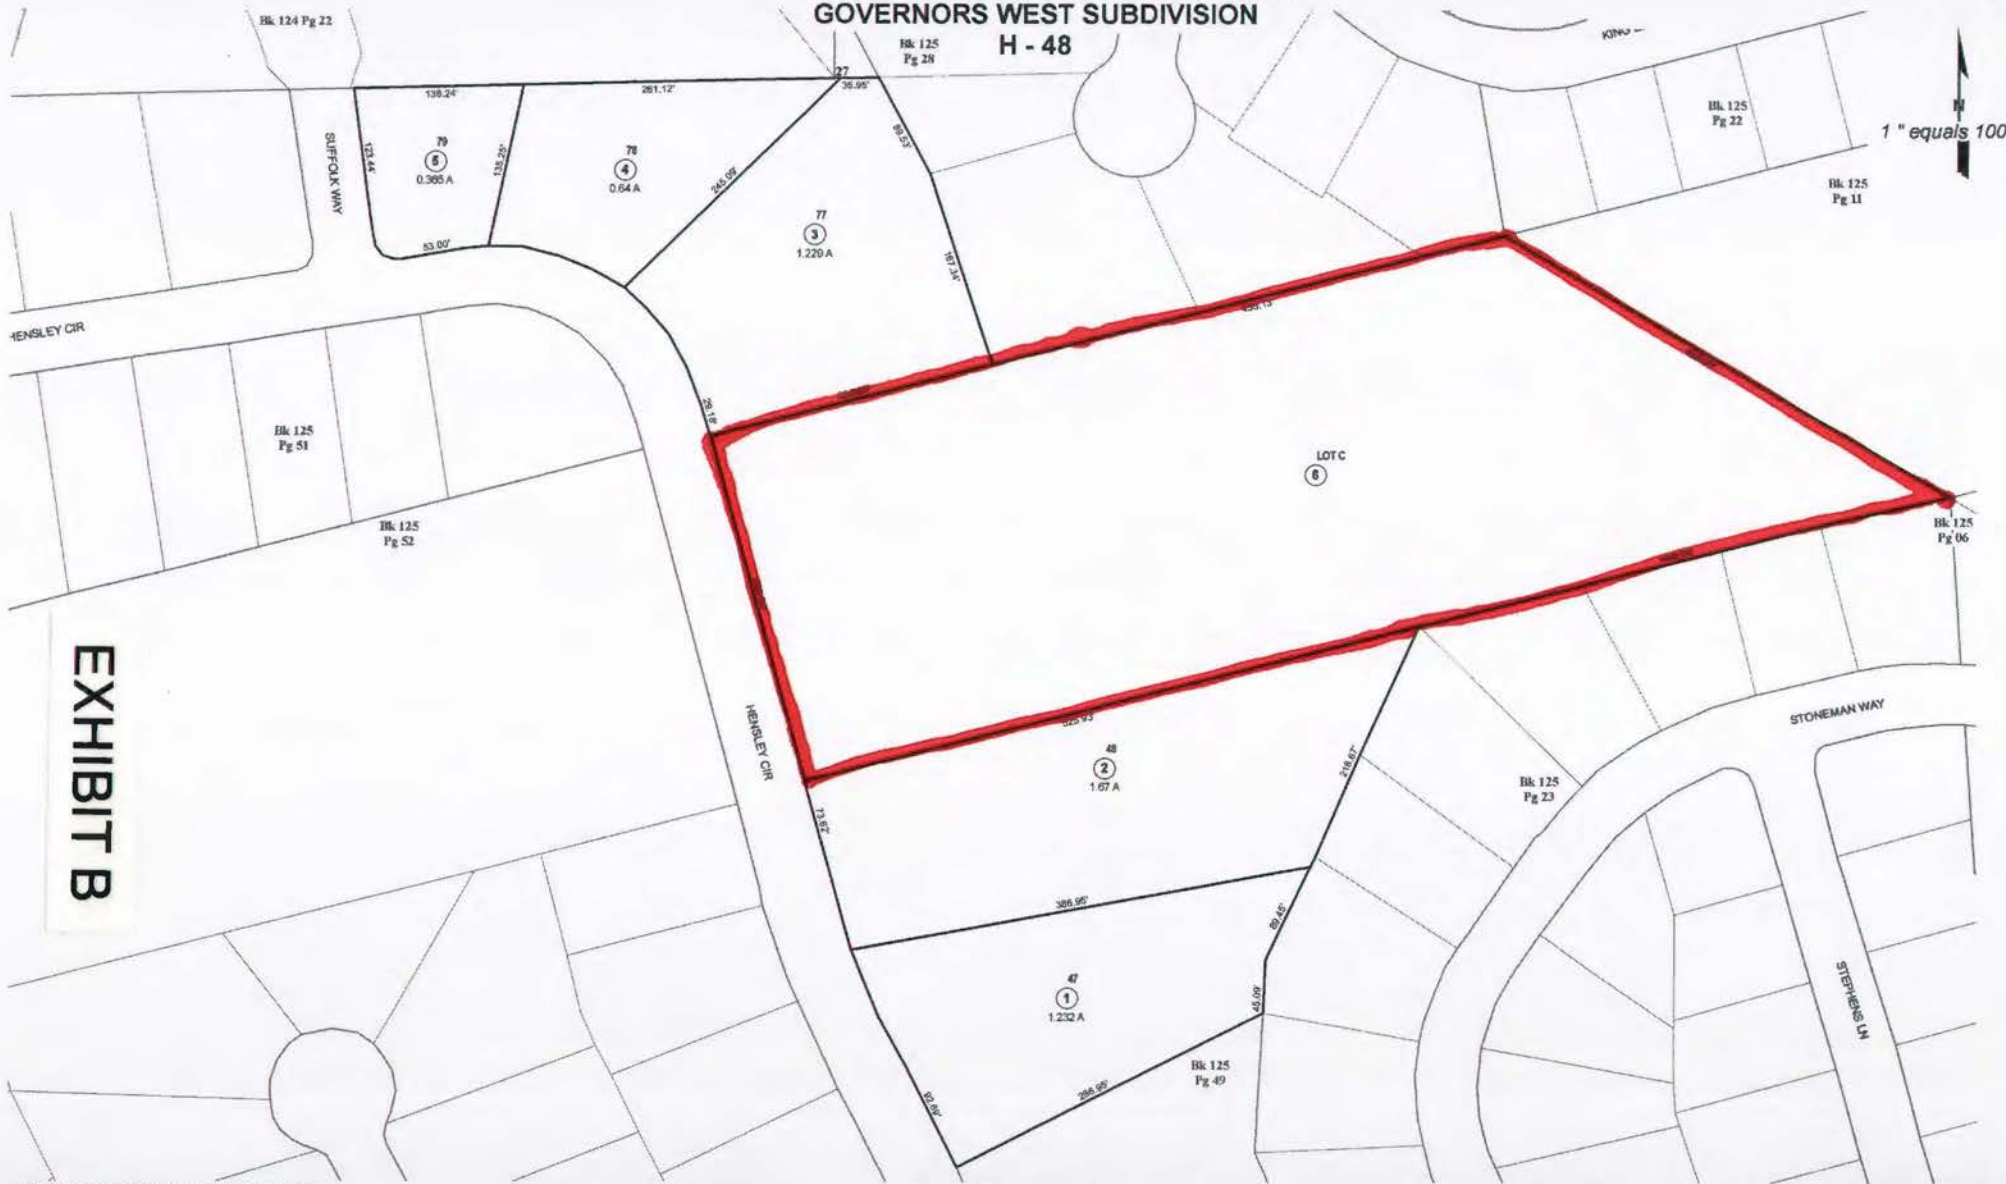 GOVERNORS WEST SUBDIVISION
H - 48
Bk 124 Pg 22
Bk 125
Pg 28
27
138.24'
261.12'
36.95'
Bk 125
Pg 22
N
1 " equals 100
Bk 125
Pg 11
SUFFOLK WAY
123.44'
79
5
0.365 A
135.25'
78
4
0.64 A
245.09'
89.53'
77
3
1.220 A
53.00'
167.34'
HENSLEY CIR
29.18'
LOT C
6
Bk 125
Pg 51
Bk 125
Pg 52
Bk 125
Pg 06
EXHIBIT B
HENSLEY CIR
525.93'
48
2
1.67 A
218.67'
STONEMAN WAY
73.62'
Bk 125
Pg 23
386.95'
89.45'
47
1
1.232 A
45.09'
STEPHENS LN
Bk 125
Pg 49
286.95'
92.69'